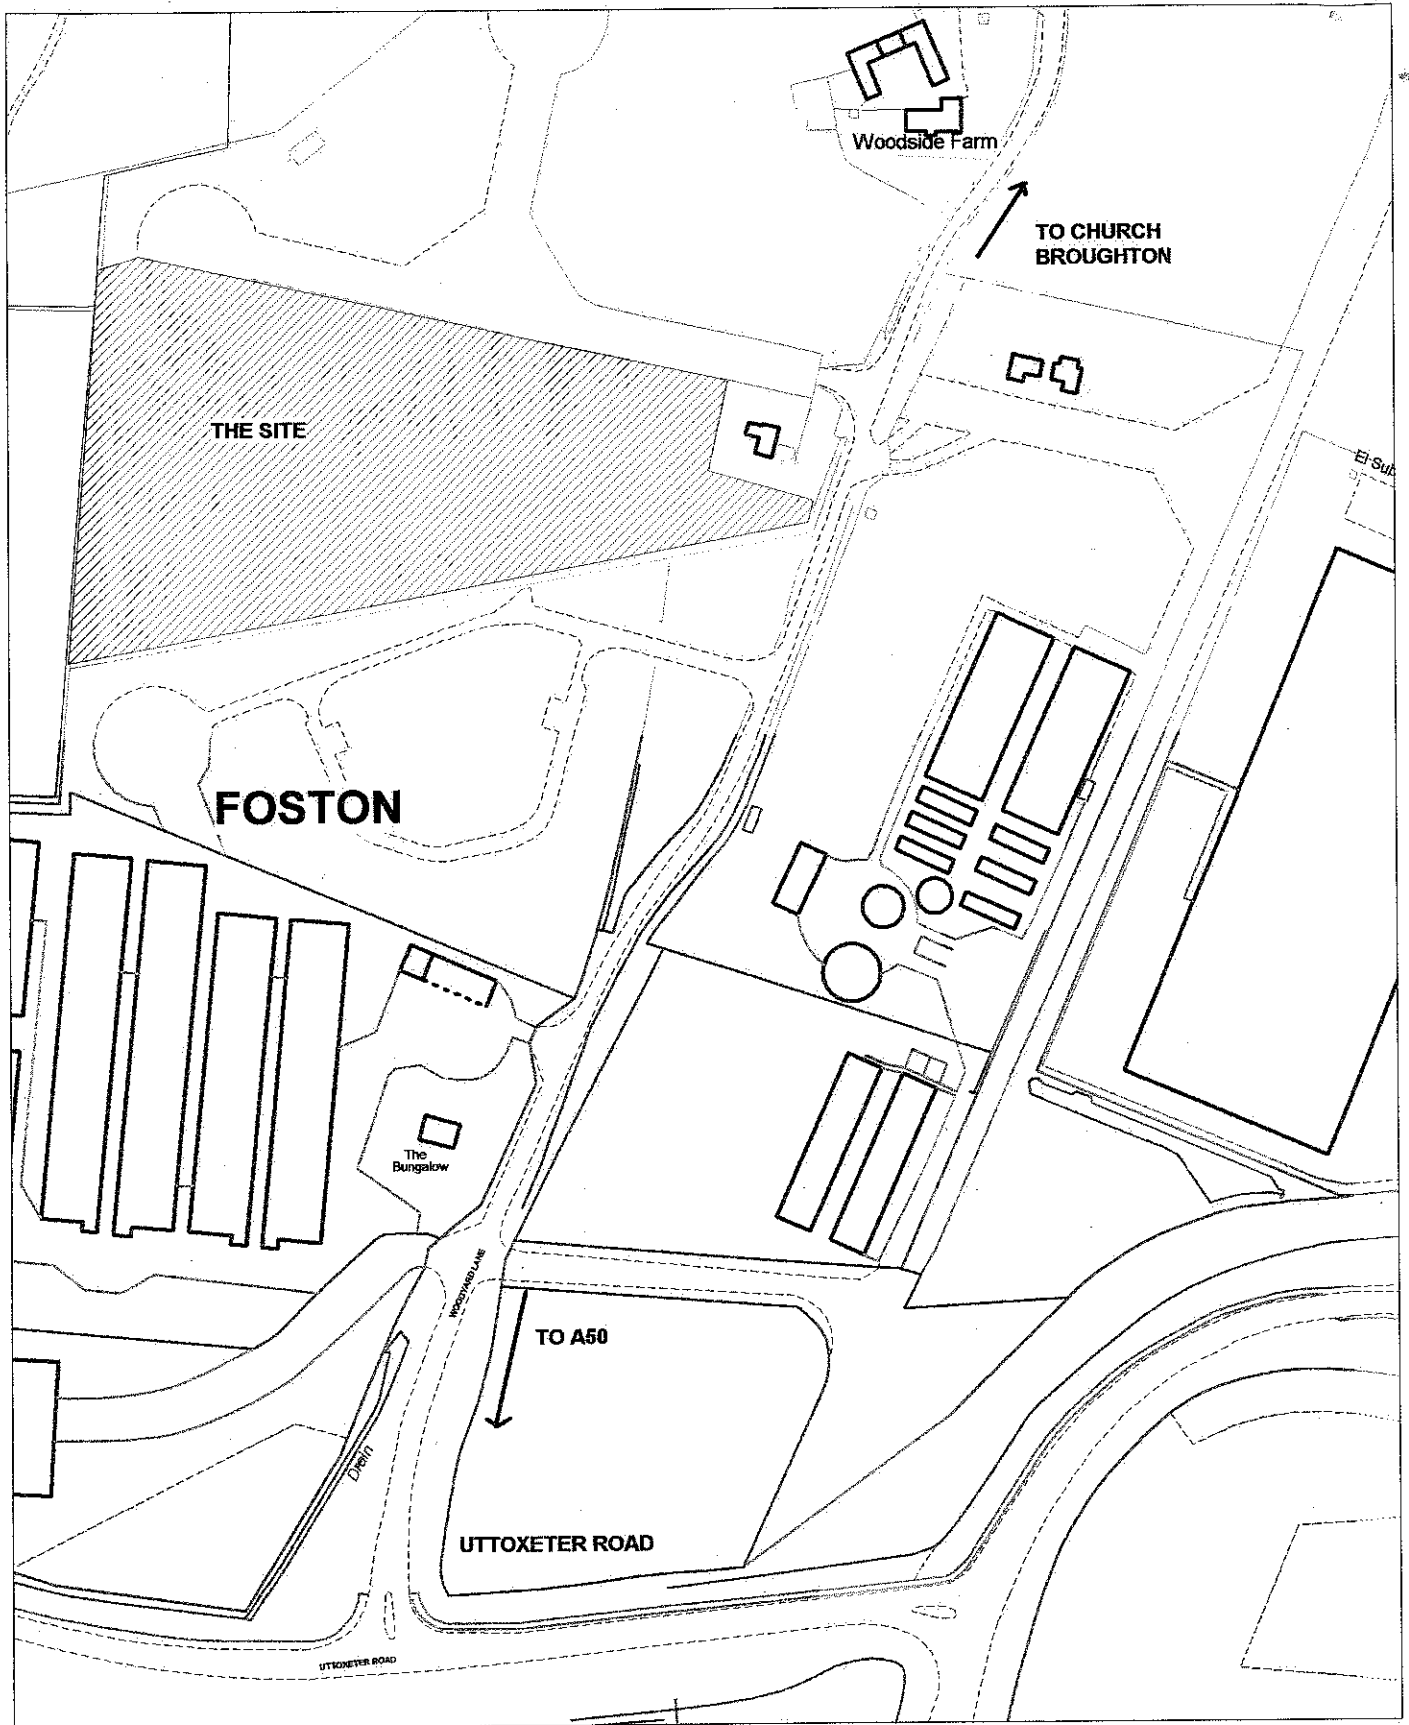 Woodside Farm
TO CHURCH
BROUGHTON
THE SITE
El Sub
FOSTON
The
Bungalow
WOODYARD LANE
TO A50
Drain
UTTOXETER ROAD
UTTOXETER ROAD